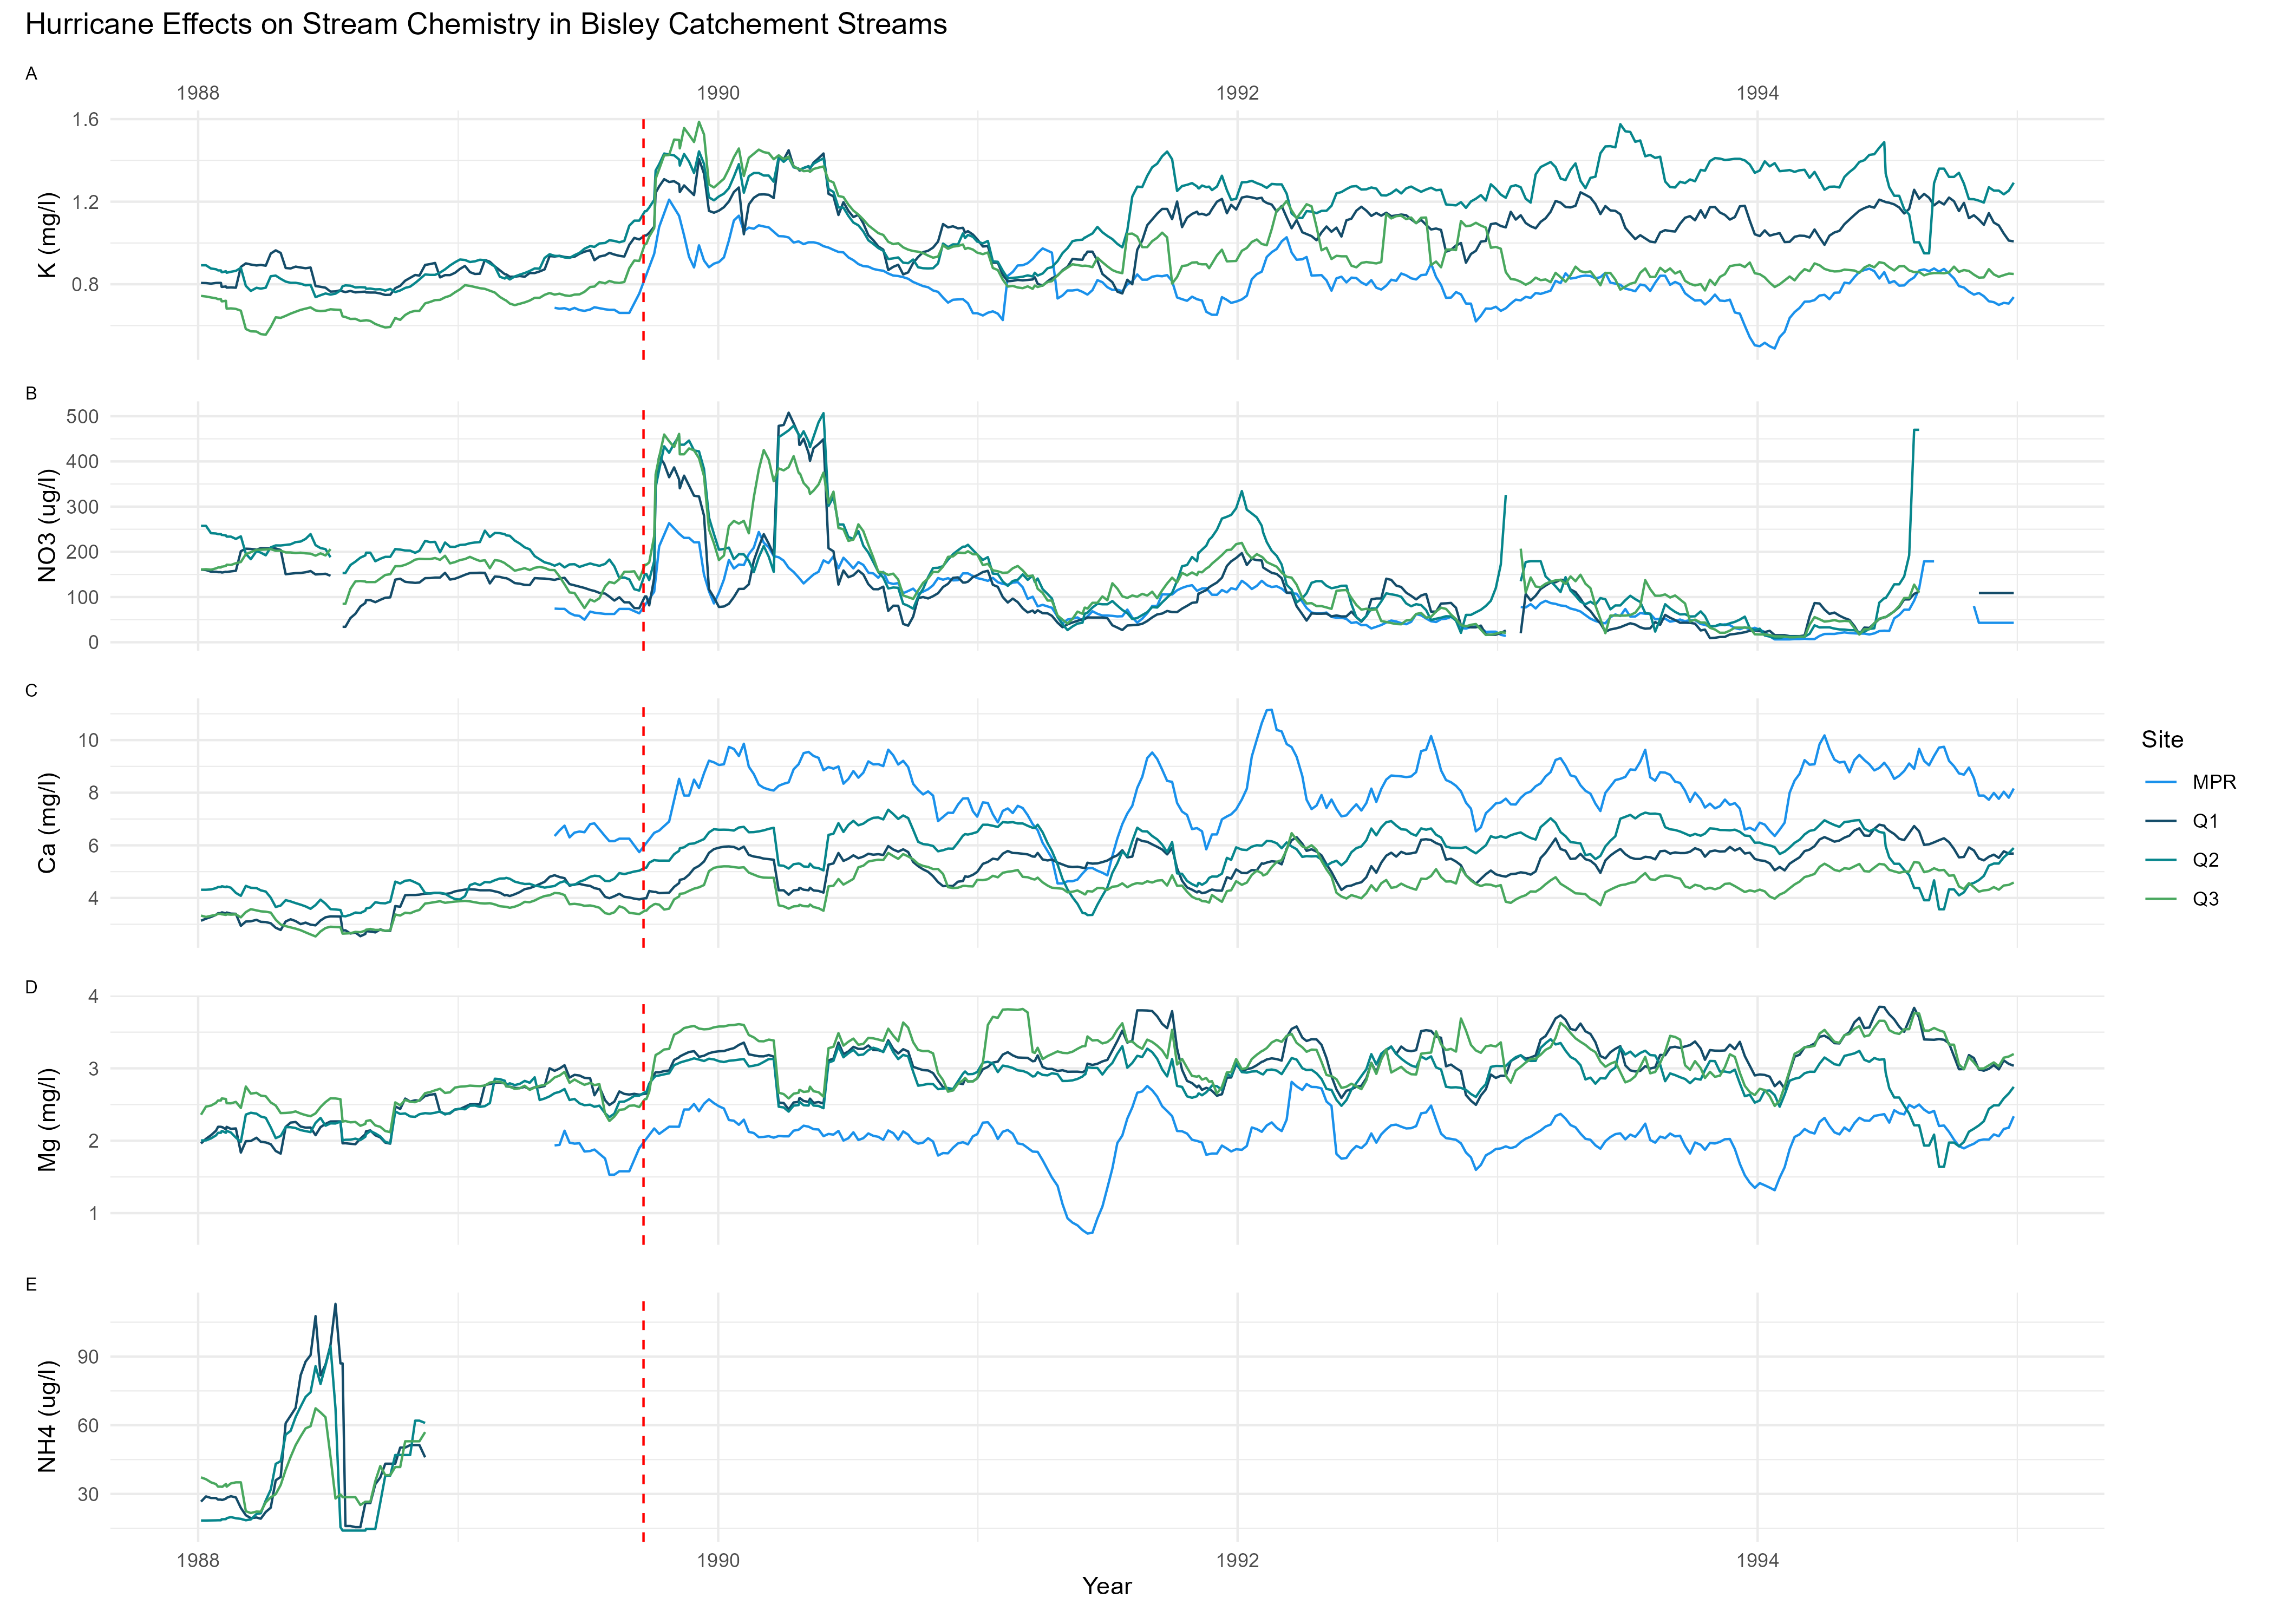 Hurricane Effects on Stream Chemistry in Bisley Catchement Streams
A
1988 1990 1992 1994
K (mg/l)
1.6
1.2
0.8
B
NO3 (ug/l)
500
400
300
200
100
0
C
Ca (mg/l)
10
8
6
4
Site
MPR
Q1
Q2
Q3
D
Mg (mg/l)
4
3
2
1
E
NH4 (ug/l)
90
60
30
1988 1990 1992 1994
Year